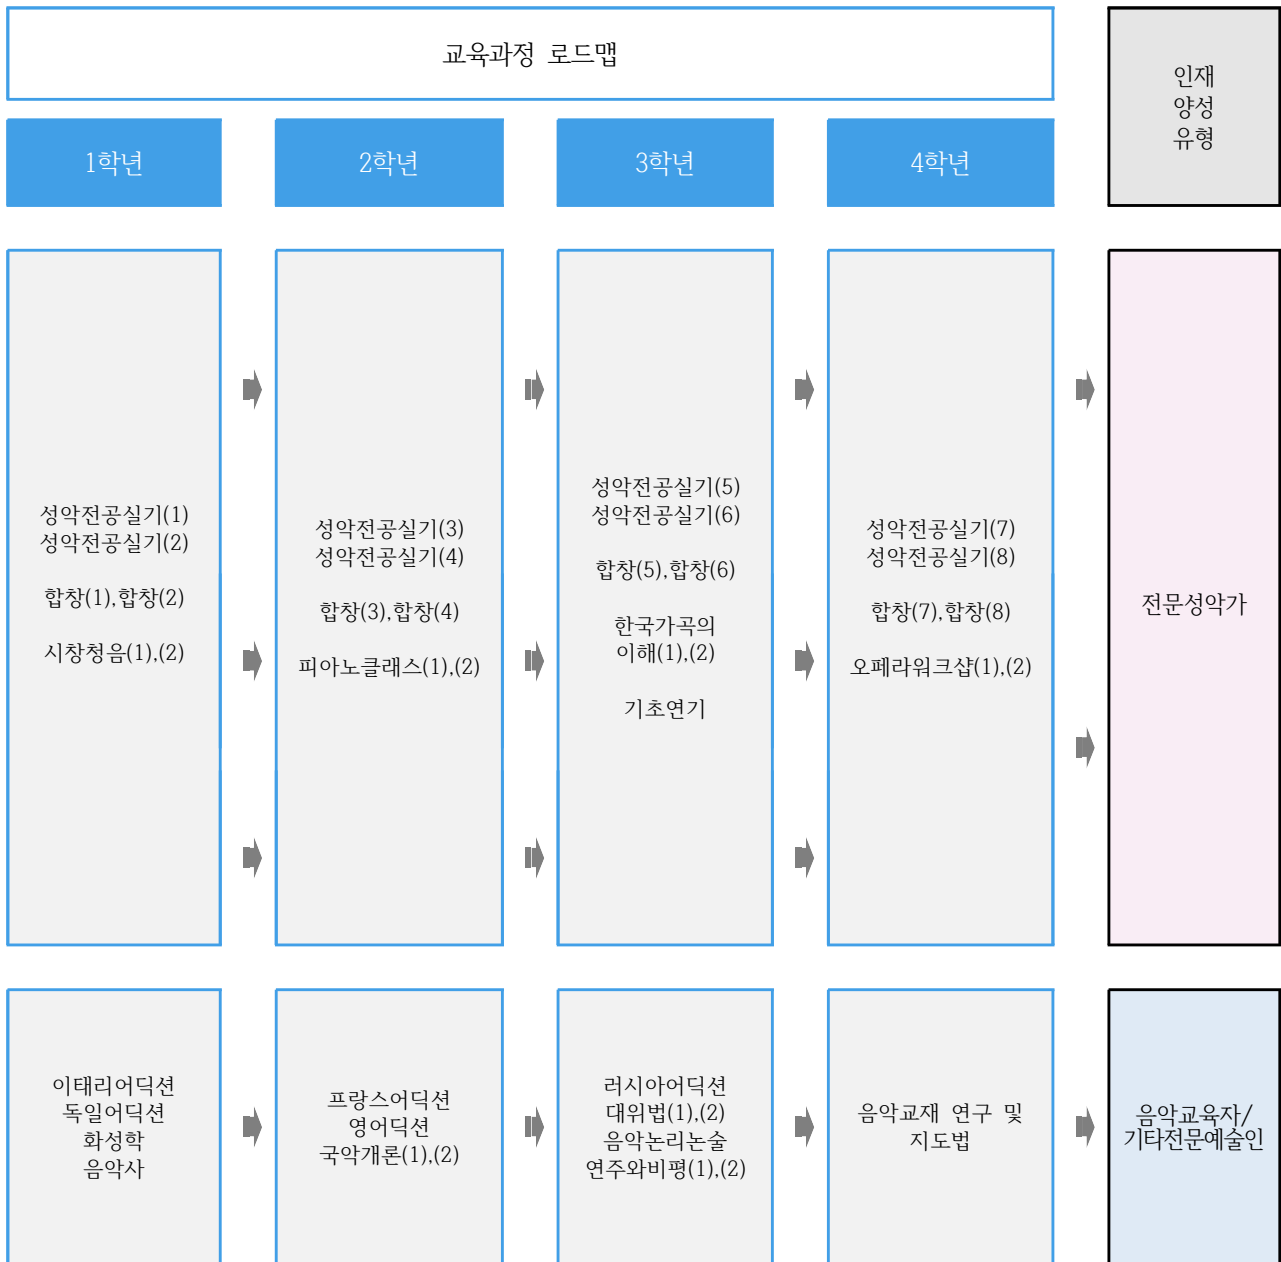 교육과정 로드맵
인재
양성
유형
1학년
2학년
3학년
4학년
성악전공실기(1)
성악전공실기(2)
합창(1),합창(2)
시창청음(1),(2)
성악전공실기(3)
성악전공실기(4)
합창(3),합창(4)
피아노클래스(1),(2)
성악전공실기(5)
성악전공실기(6)
합창(5),합창(6)
한국가곡의
이해(1),(2)
기초연기
성악전공실기(7)
성악전공실기(8)
합창(7),합창(8)
오페라워크샵(1),(2)
전문성악가
이태리어딕션
독일어딕션
화성학
음악사
프랑스어딕션
영어딕션
국악개론(1),(2)
러시아어딕션
대위법(1),(2)
음악논리논술
연주와비평(1),(2)
음악교재 연구 및
지도법
음악교육자/
기타전문예술인